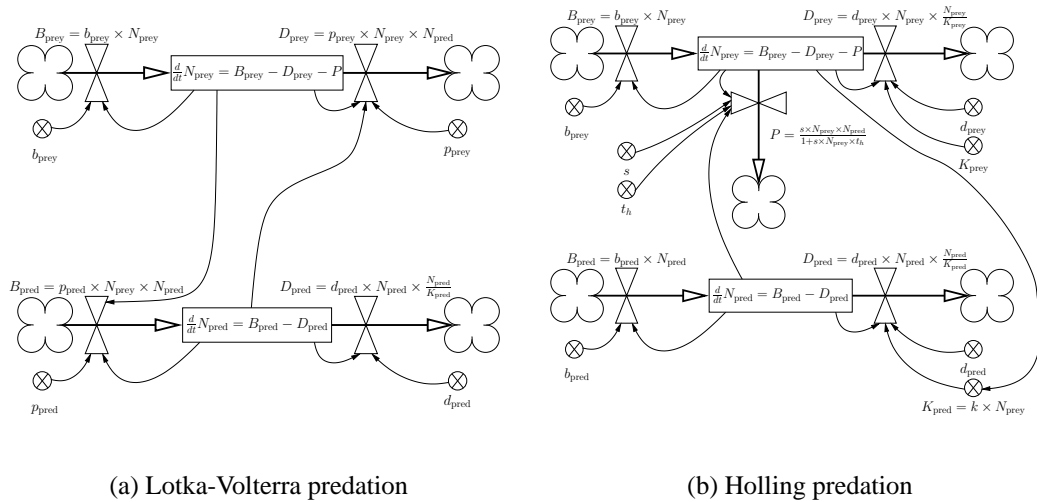 B_prey = b_prey × N_prey
D_prey = p_prey × N_prey × N_pred
d/dt N_prey = B_prey − D_prey − P
b_prey
p_prey
B_pred = p_pred × N_prey × N_pred
D_pred = d_pred × N_pred × N_pred/K_pred
d/dt N_pred = B_pred − D_pred
p_pred
d_pred
(a) Lotka-Volterra predation
B_prey = b_prey × N_prey
D_prey = d_prey × N_prey × N_prey/K_prey
d/dt N_prey = B_prey − D_prey − P
b_prey
d_prey
P = s×N_prey×N_pred/1+s×N_prey×t_h
K_prey
s
t_h
B_pred = b_pred × N_pred
D_pred = d_pred × N_pred × N_pred/K_pred
d/dt N_pred = B_pred − D_pred
b_pred
d_pred
K_pred = k × N_prey
(b) Holling predation